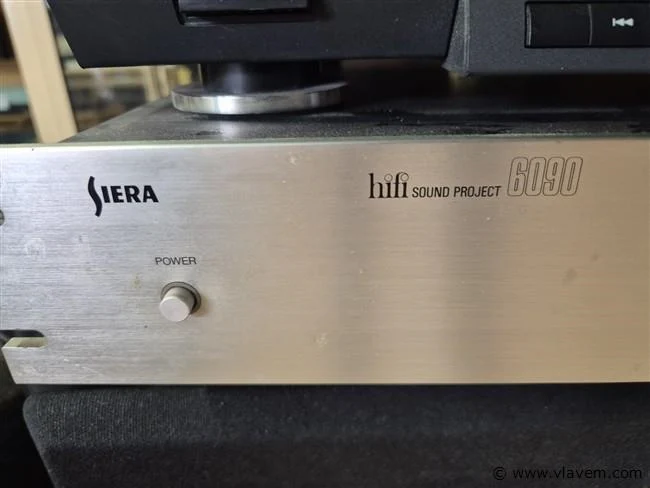 SIERA
hifi SOUND PROJECT 6090
POWER
© www.vlavem.com